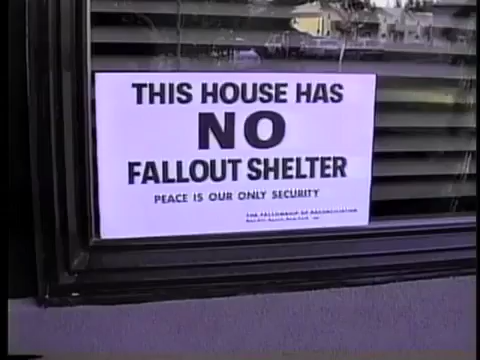 THIS HOUSE HAS
NO
FALLOUT SHELTER
PEACE IS OUR ONLY SECURITY
THE FELLOWSHIP OF RECONCILIATION